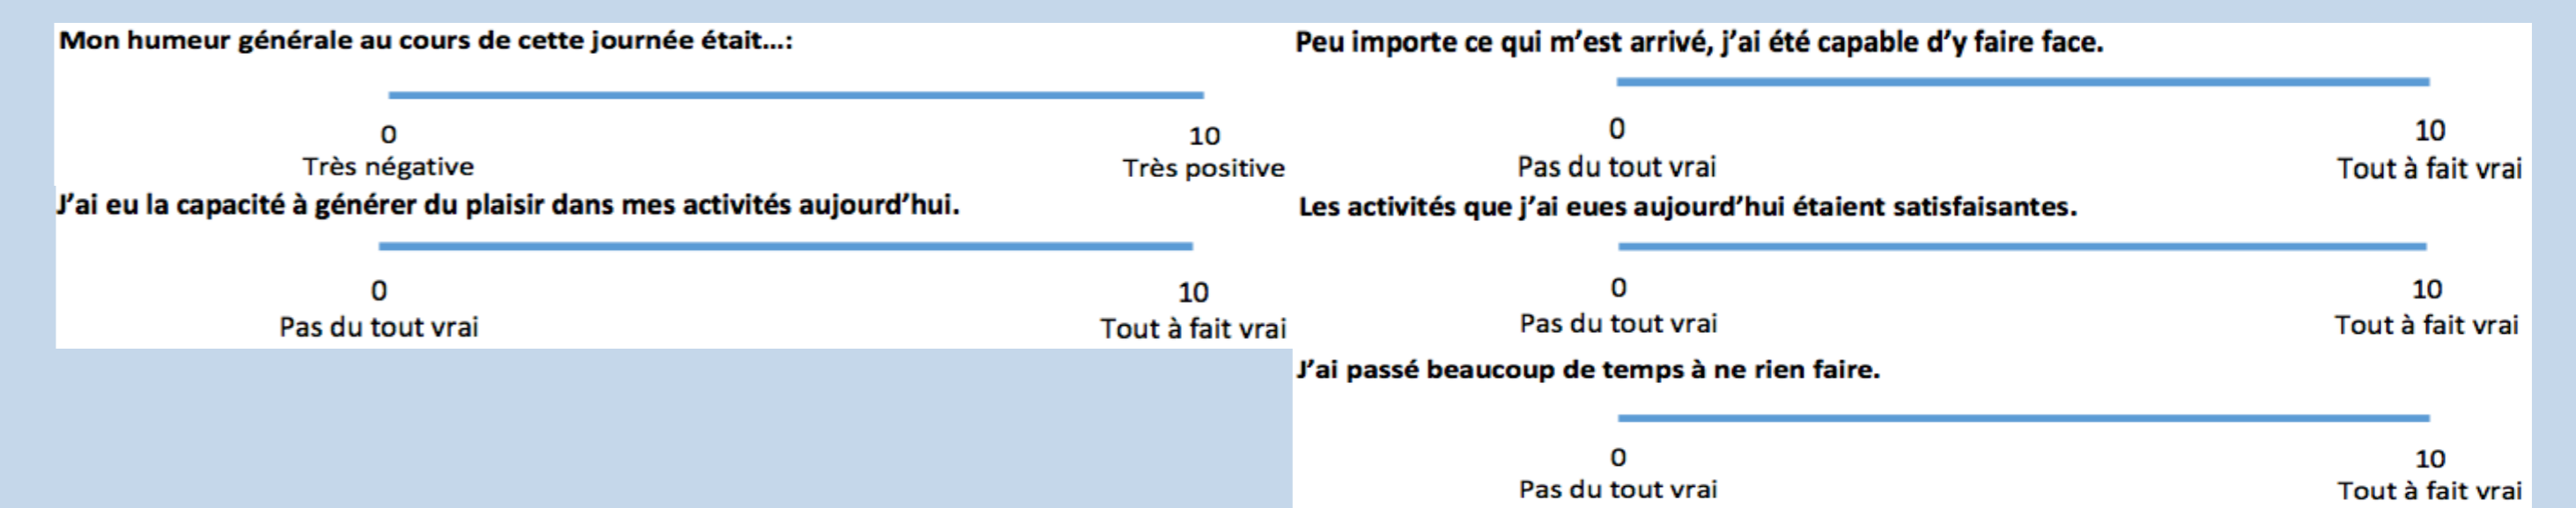 Mon humeur générale au cours de cette journée était...:
0 10
Très négative Très positive
J'ai eu la capacité à générer du plaisir dans mes activités aujourd'hui.
0 10
Pas du tout vrai Tout à fait vrai
Peu importe ce qui m'est arrivé, j'ai été capable d'y faire face.
0 10
Pas du tout vrai Tout à fait vrai
Les activités que j'ai eues aujourd'hui étaient satisfaisantes.
0 10
Pas du tout vrai Tout à fait vrai
J'ai passé beaucoup de temps à ne rien faire.
0 10
Pas du tout vrai Tout à fait vrai